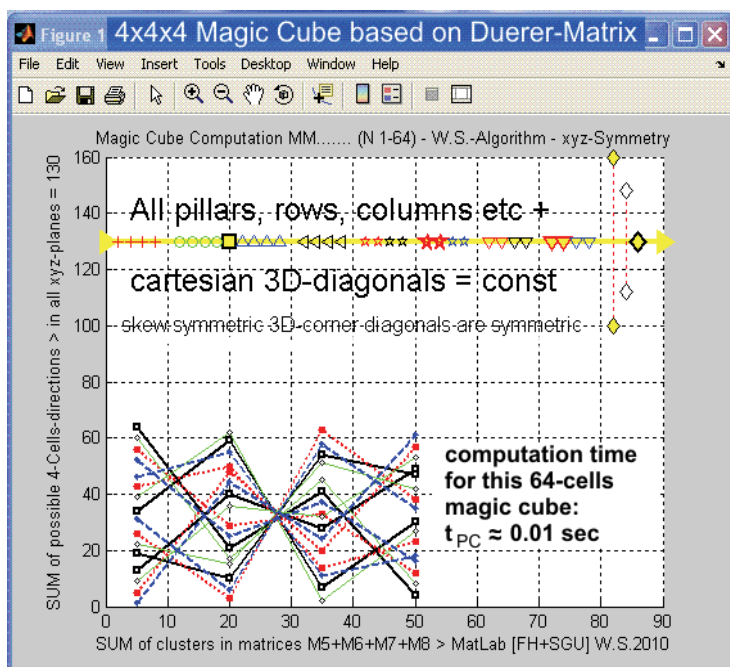 Figure 1 4x4x4 Magic Cube based on Duerer-Matrix
File Edit View Insert Tools Desktop Window Help
Magic Cube Computation MM....... (N 1-64) - W.S.-Algorithm - xyz-Symmetry
SUM of possible 4-Cells-directions > in all xyz-planes = 130
160
140
120
100
80
60
40
20
0
All pillars, rows, columns etc +
cartesian 3D-diagonals = const
skew symmetric 3D-corner diagonals are symmetric
computation time
for this 64-cells
magic cube:
t PC ≈ 0.01 sec
0 10 20 30 40 50 60 70 80 90
SUM of clusters in matrices M5+M6+M7+M8 > MatLab [FH+SGU] W.S.2010